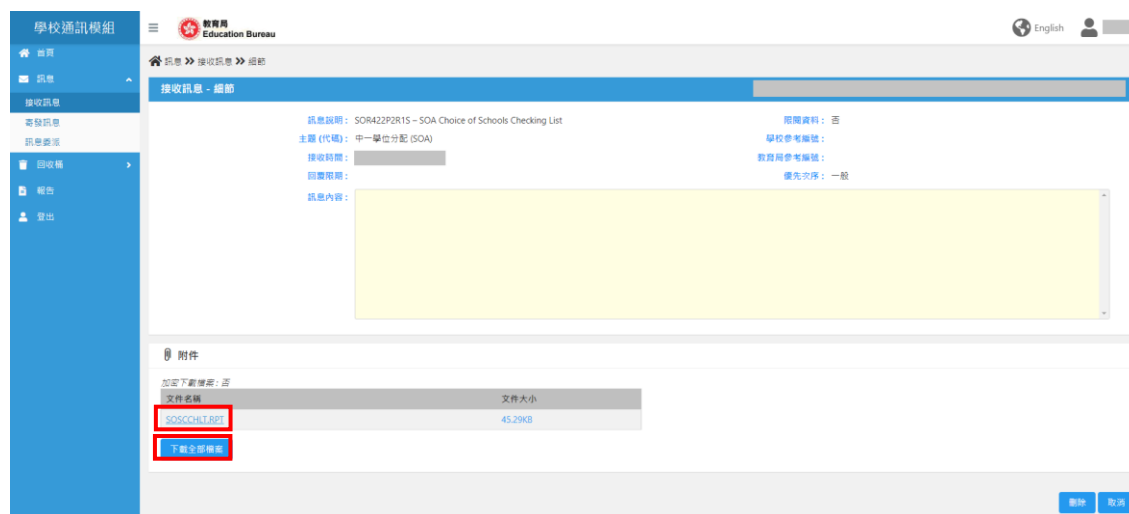 學校通訊模組
教育局
Education Bureau
English
首頁
訊息
接收訊息
寄發訊息
訊息委派
回收桶
報告
登出
訊息 » 接收訊息 » 細節
接收訊息 - 細節
訊息說明： SOR422P2R1S – SOA Choice of Schools Checking List
限閱資料： 否
主題 (代碼)： 中一學位分配 (SOA)
學校參考編號：
接收時間：
教育局參考編號：
回覆限期：
優先次序： 一般
訊息內容：
附件
加密下載檔案: 否
文件名稱 文件大小
SOSCCHLT.RPT 45.29KB
下載全部檔案
刪除 取消